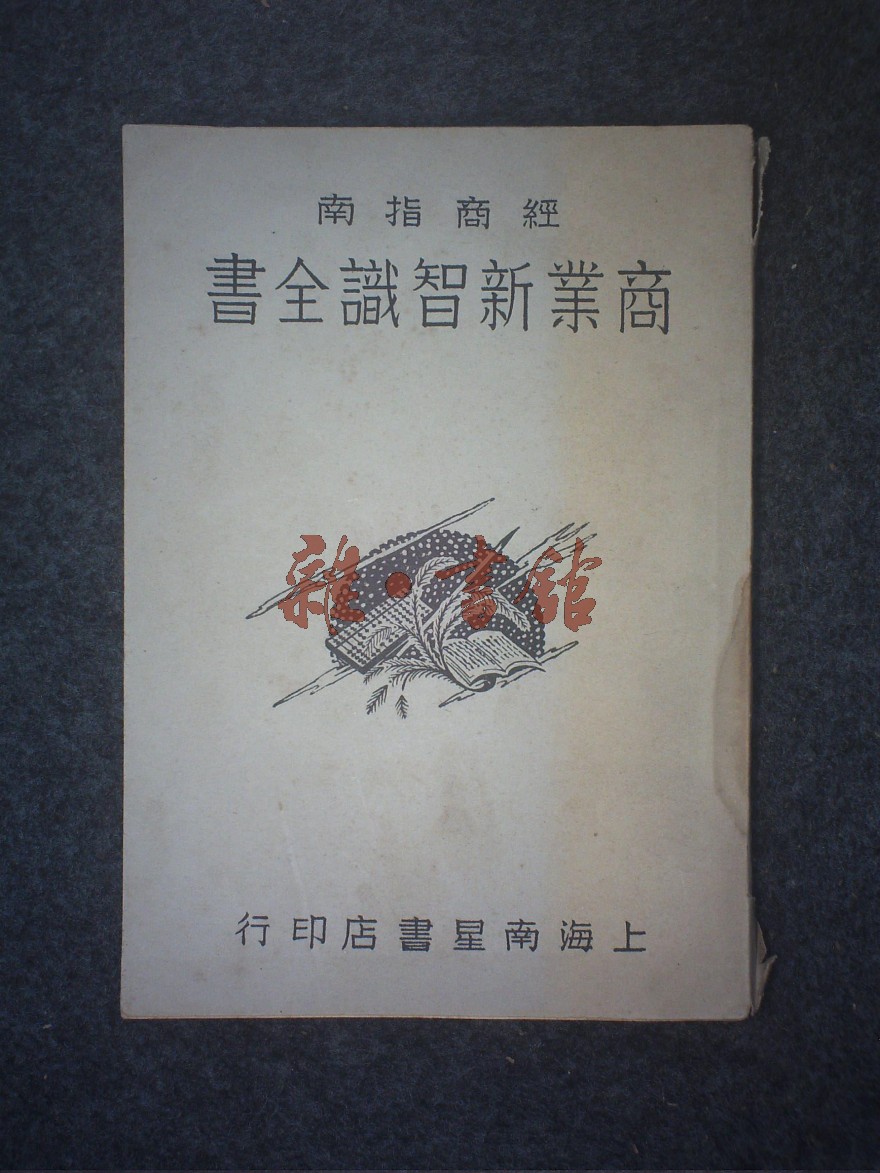 經商指南
商業新智識全書
雜·書館
上海南星書店印行